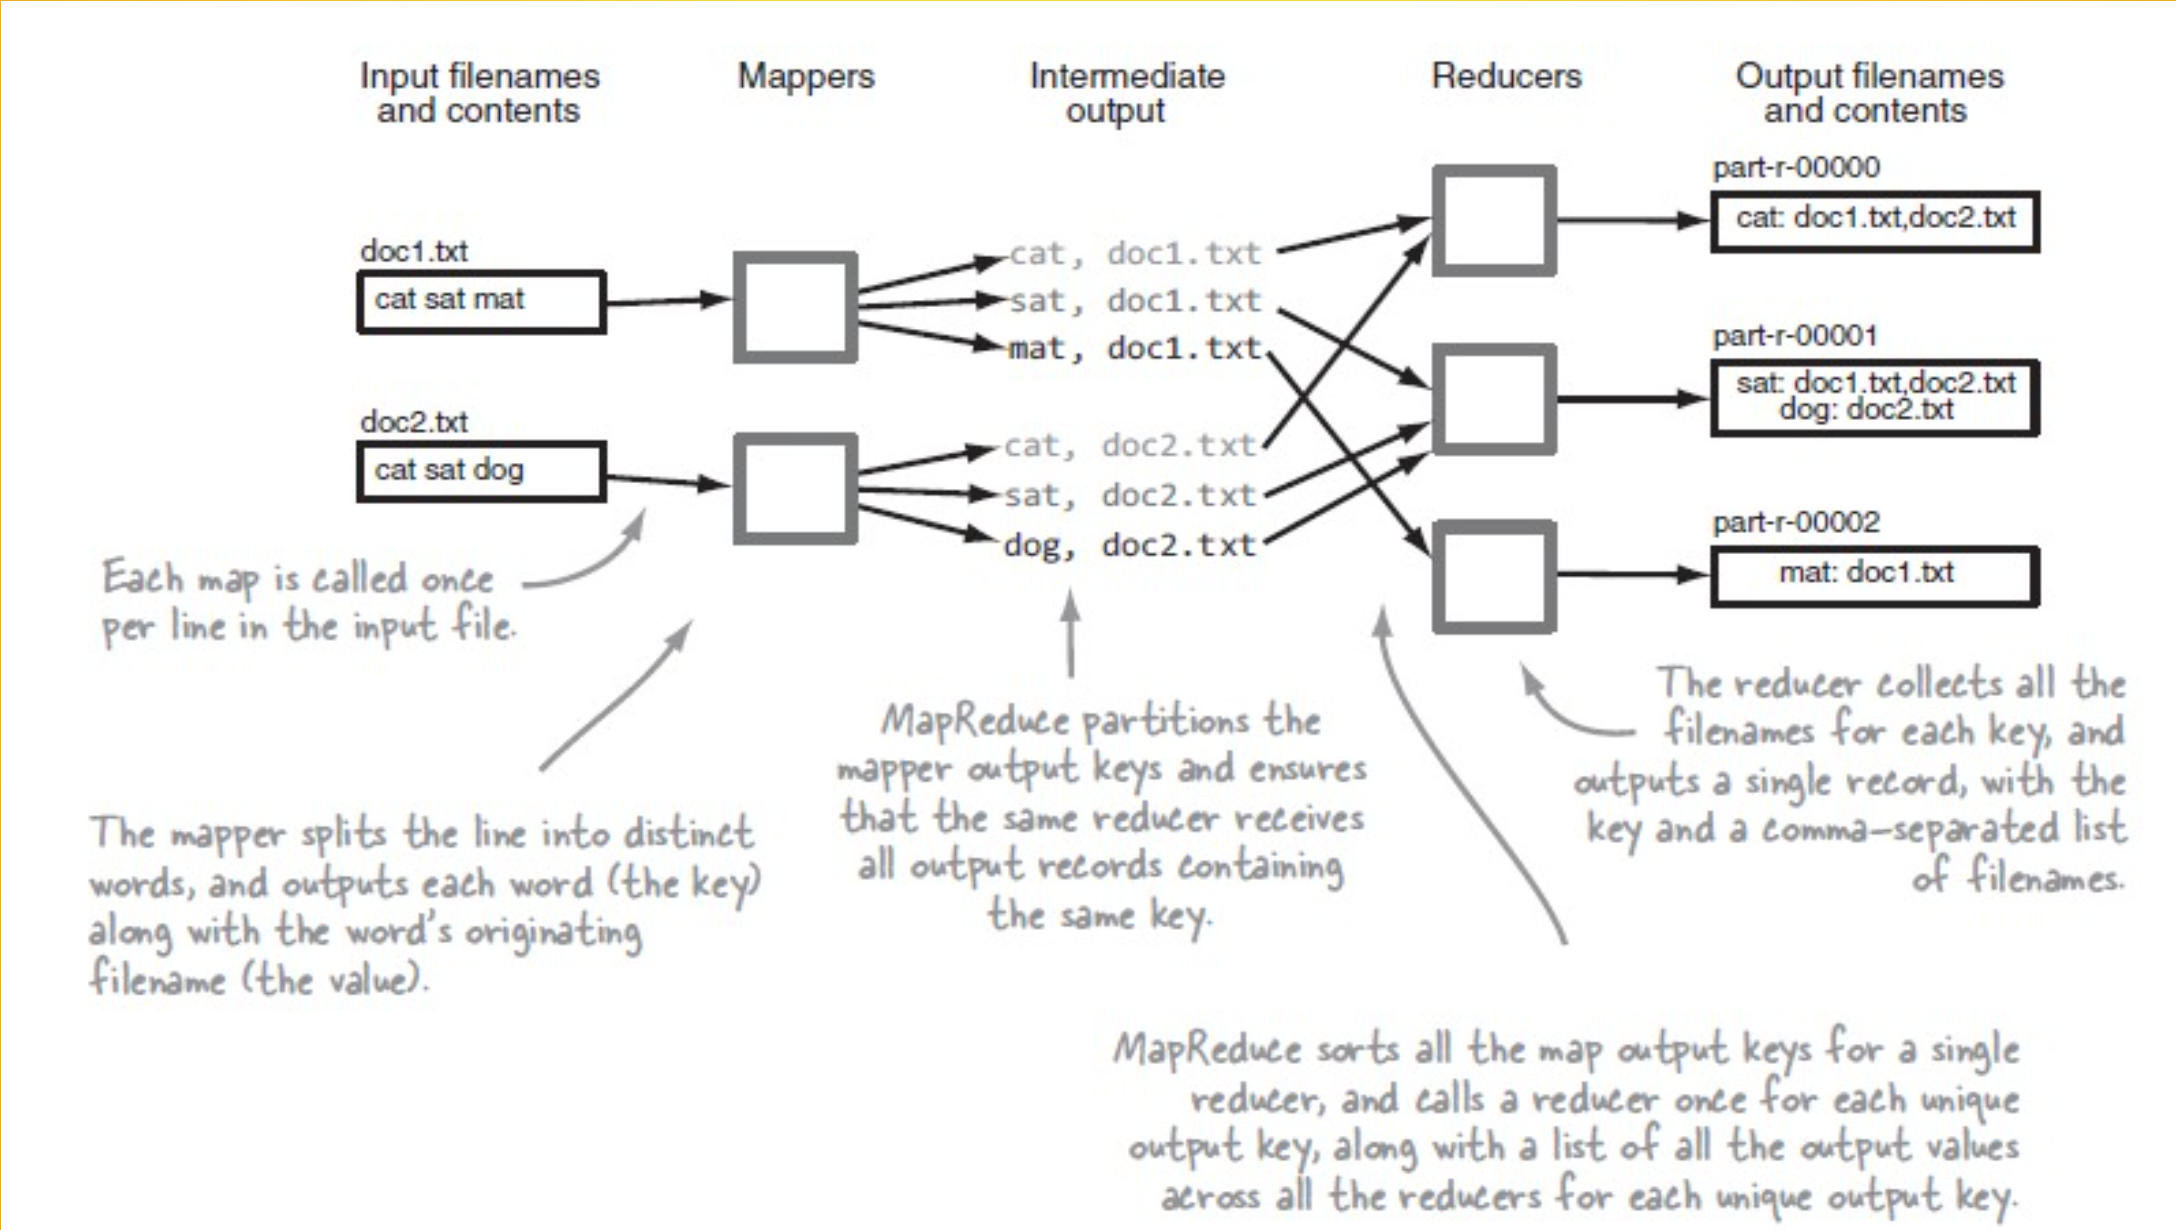 Input filenames
and contents
Mappers
Intermediate
output
Reducers
Output filenames
and contents
doc1.txt
cat sat mat
doc2.txt
cat sat dog
cat, doc1.txt
sat, doc1.txt
mat, doc1.txt
cat, doc2.txt
sat, doc2.txt
dog, doc2.txt
part-r-00000
cat: doc1.txt,doc2.txt
part-r-00001
sat: doc1.txt,doc2.txt
dog: doc2.txt
part-r-00002
mat: doc1.txt
Each map is called once
per line in the input file.
The mapper splits the line into distinct
words, and outputs each word (the key)
along with the word's originating
filename (the value).
MapReduce partitions the
mapper output keys and ensures
that the same reducer receives
all output records containing
the same key.
The reducer collects all the
filenames for each key, and
outputs a single record, with the
key and a comma-separated list
of filenames.
MapReduce sorts all the map output keys for a single
reducer, and calls a reducer once for each unique
output key, along with a list of all the output values
across all the reducers for each unique output key.